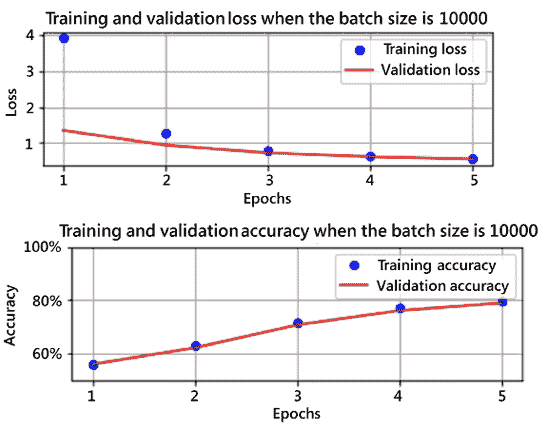 Training and validation loss when the batch size is 10000
4
3
2
1
Loss
Training loss
Validation loss
1 2 3 4 5
Epochs
Training and validation accuracy when the batch size is 10000
100%
80%
60%
Accuracy
Training accuracy
Validation accuracy
1 2 3 4 5
Epochs